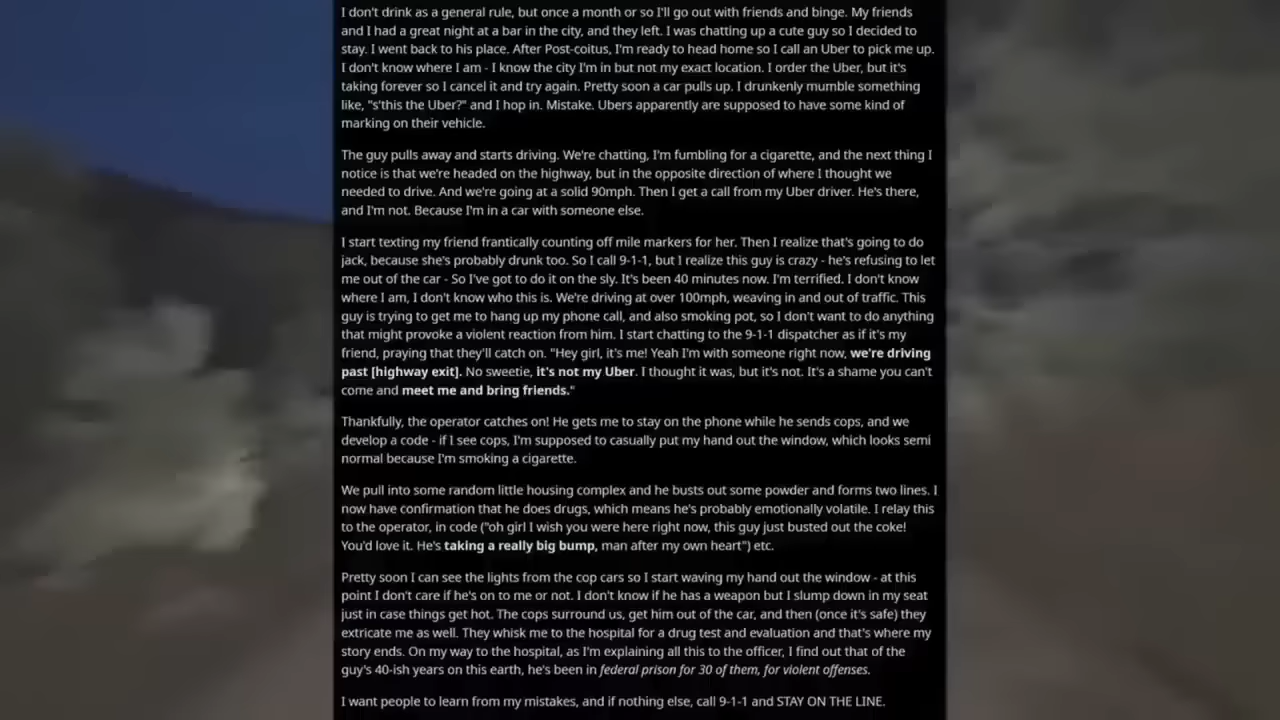 I don't drink as a general rule, but once a month or so I'll go out with friends and binge. My friends
and I had a great night at a bar in the city, and they left. I was chatting up a cute guy so I decided to
stay. I went back to his place. After Post-coitus, I'm ready to head home so I call an Uber to pick me up.
I don't know where I am - I know the city I'm in but not my exact location. I order the Uber, but it's
taking forever so I cancel it and try again. Pretty soon a car pulls up. I drunkenly mumble something
like, "s'this the Uber?" and I hop in. Mistake. Ubers apparently are supposed to have some kind of
marking on their vehicle.
The guy pulls away and starts driving. We're chatting, I'm fumbling for a cigarette, and the next thing I
notice is that we're headed on the highway, but in the opposite direction of where I thought we
needed to drive. And we're going at a solid 90mph. Then I get a call from my Uber driver. He's there,
and I'm not. Because I'm in a car with someone else.
I start texting my friend frantically counting off mile markers for her. Then I realize that's going to do
jack, because she's probably drunk too. So I call 9-1-1, but I realize this guy is crazy - he's refusing to let
me out of the car - So I've got to do it on the sly. It's been 40 minutes now. I'm terrified. I don't know
where I am, I don't know who this is. We're driving at over 100mph, weaving in and out of traffic. This
guy is trying to get me to hang up my phone call, and also smoking pot, so I don't want to do anything
that might provoke a violent reaction from him. I start chatting to the 9-1-1 dispatcher as if it's my
friend, praying that they'll catch on. "Hey girl, it's me! Yeah I'm with someone right now, we're driving
past [highway exit]. No sweetie, it's not my Uber. I thought it was, but it's not. It's a shame you can't
come and meet me and bring friends."
Thankfully, the operator catches on! He gets me to stay on the phone while he sends cops, and we
develop a code - if I see cops, I'm supposed to casually put my hand out the window, which looks semi
normal because I'm smoking a cigarette.
We pull into some random little housing complex and he busts out some powder and forms two lines. I
now have confirmation that he does drugs, which means he's probably emotionally volatile. I relay this
to the operator, in code ("oh girl I wish you were here right now, this guy just busted out the coke!
You'd love it. He's taking a really big bump, man after my own heart") etc.
Pretty soon I can see the lights from the cop cars so I start waving my hand out the window - at this
point I don't care if he's on to me or not. I don't know if he has a weapon but I slump down in my seat
just in case things get hot. The cops surround us, get him out of the car, and then (once it's safe) they
extricate me as well. They whisk me to the hospital for a drug test and evaluation and that's where my
story ends. On my way to the hospital, as I'm explaining all this to the officer, I find out that of the
guy's 40-ish years on this earth, he's been in federal prison for 30 of them, for violent offenses.
I want people to learn from my mistakes, and if nothing else, call 9-1-1 and STAY ON THE LINE.